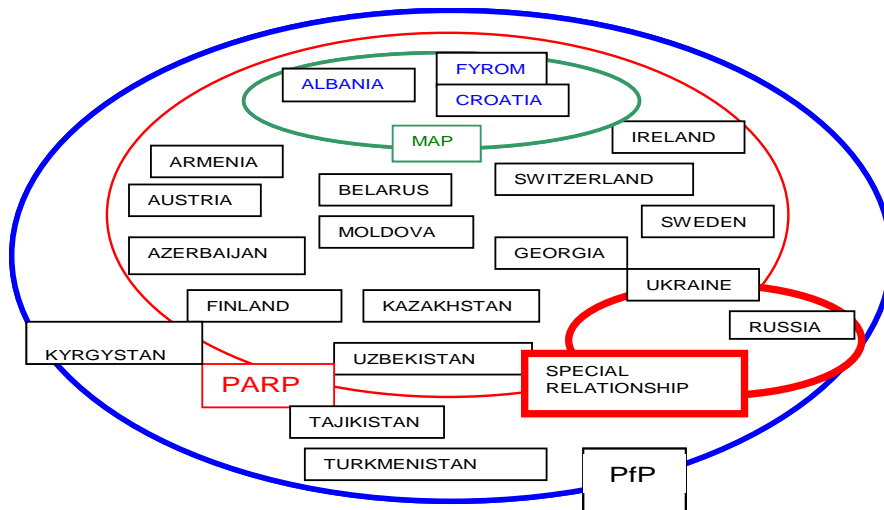 FYROM
ALBANIA
CROATIA
MAP
IRELAND
ARMENIA
SWITZERLAND
BELARUS
AUSTRIA
SWEDEN
MOLDOVA
AZERBAIJAN
GEORGIA
UKRAINE
FINLAND
KAZAKHSTAN
RUSSIA
KYRGYSTAN
UZBEKISTAN
SPECIAL
RELATIONSHIP
PARP
TAJIKISTAN
TURKMENISTAN
PfP